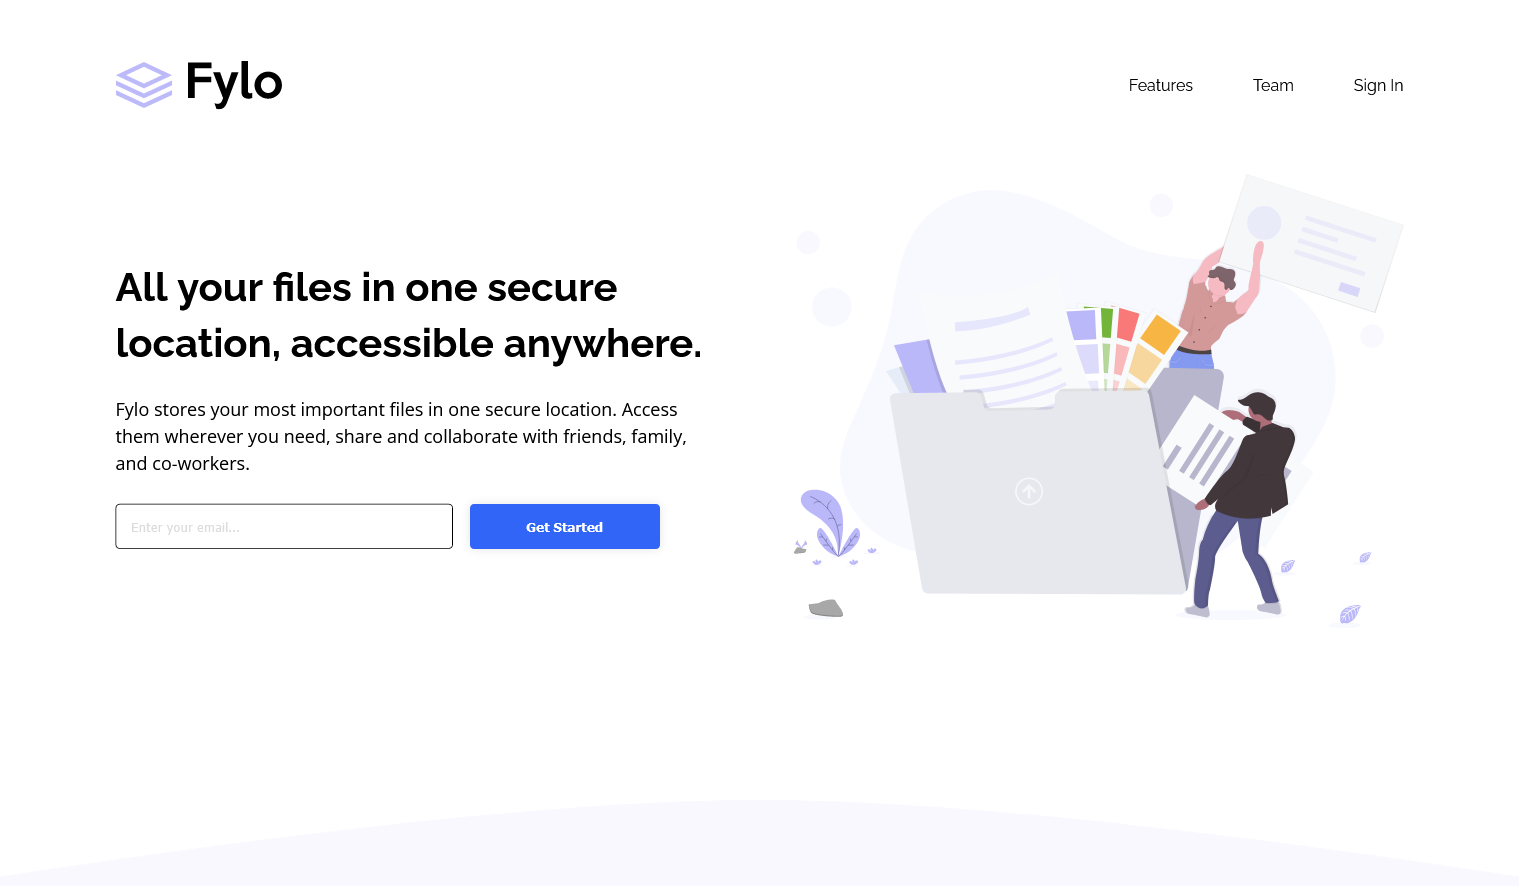 Fylo
Features
Team
Sign In
All your files in one secure
location, accessible anywhere.
Fylo stores your most important files in one secure location. Access
them wherever you need, share and collaborate with friends, family,
and co-workers.
Enter your email...
Get Started